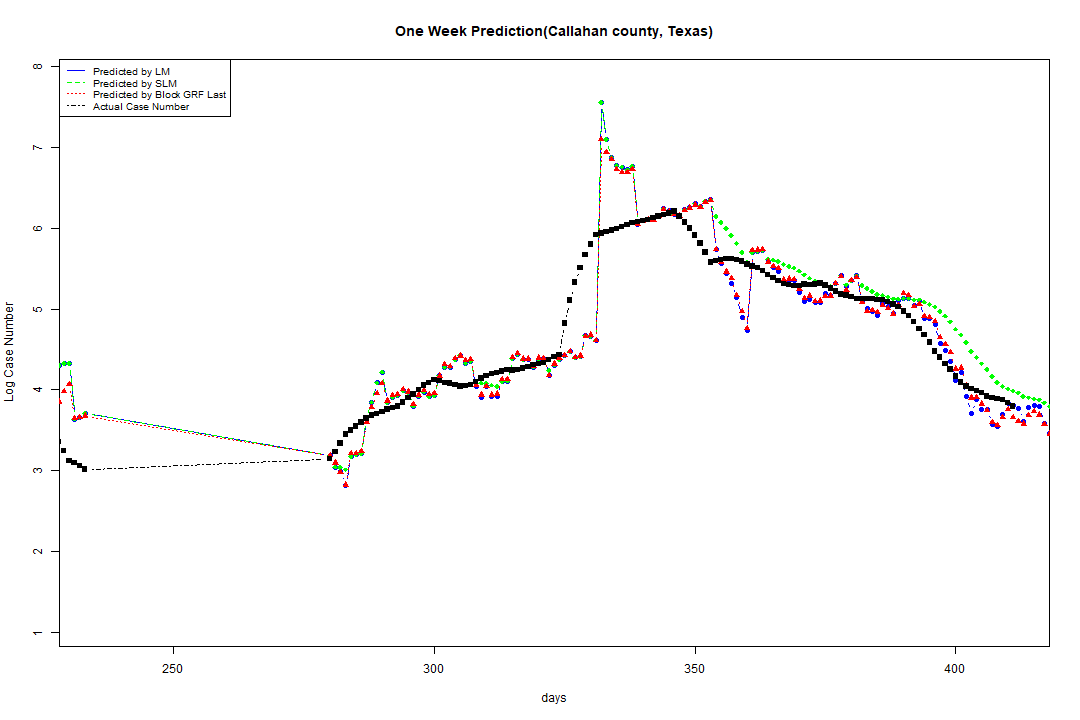 One Week Prediction(Callahan county, Texas)
Predicted by LM
Predicted by SLM
Predicted by Block GRF Last
Actual Case Number
8
7
6
5
4
3
2
1
Log Case Number
250 300 350 400
days